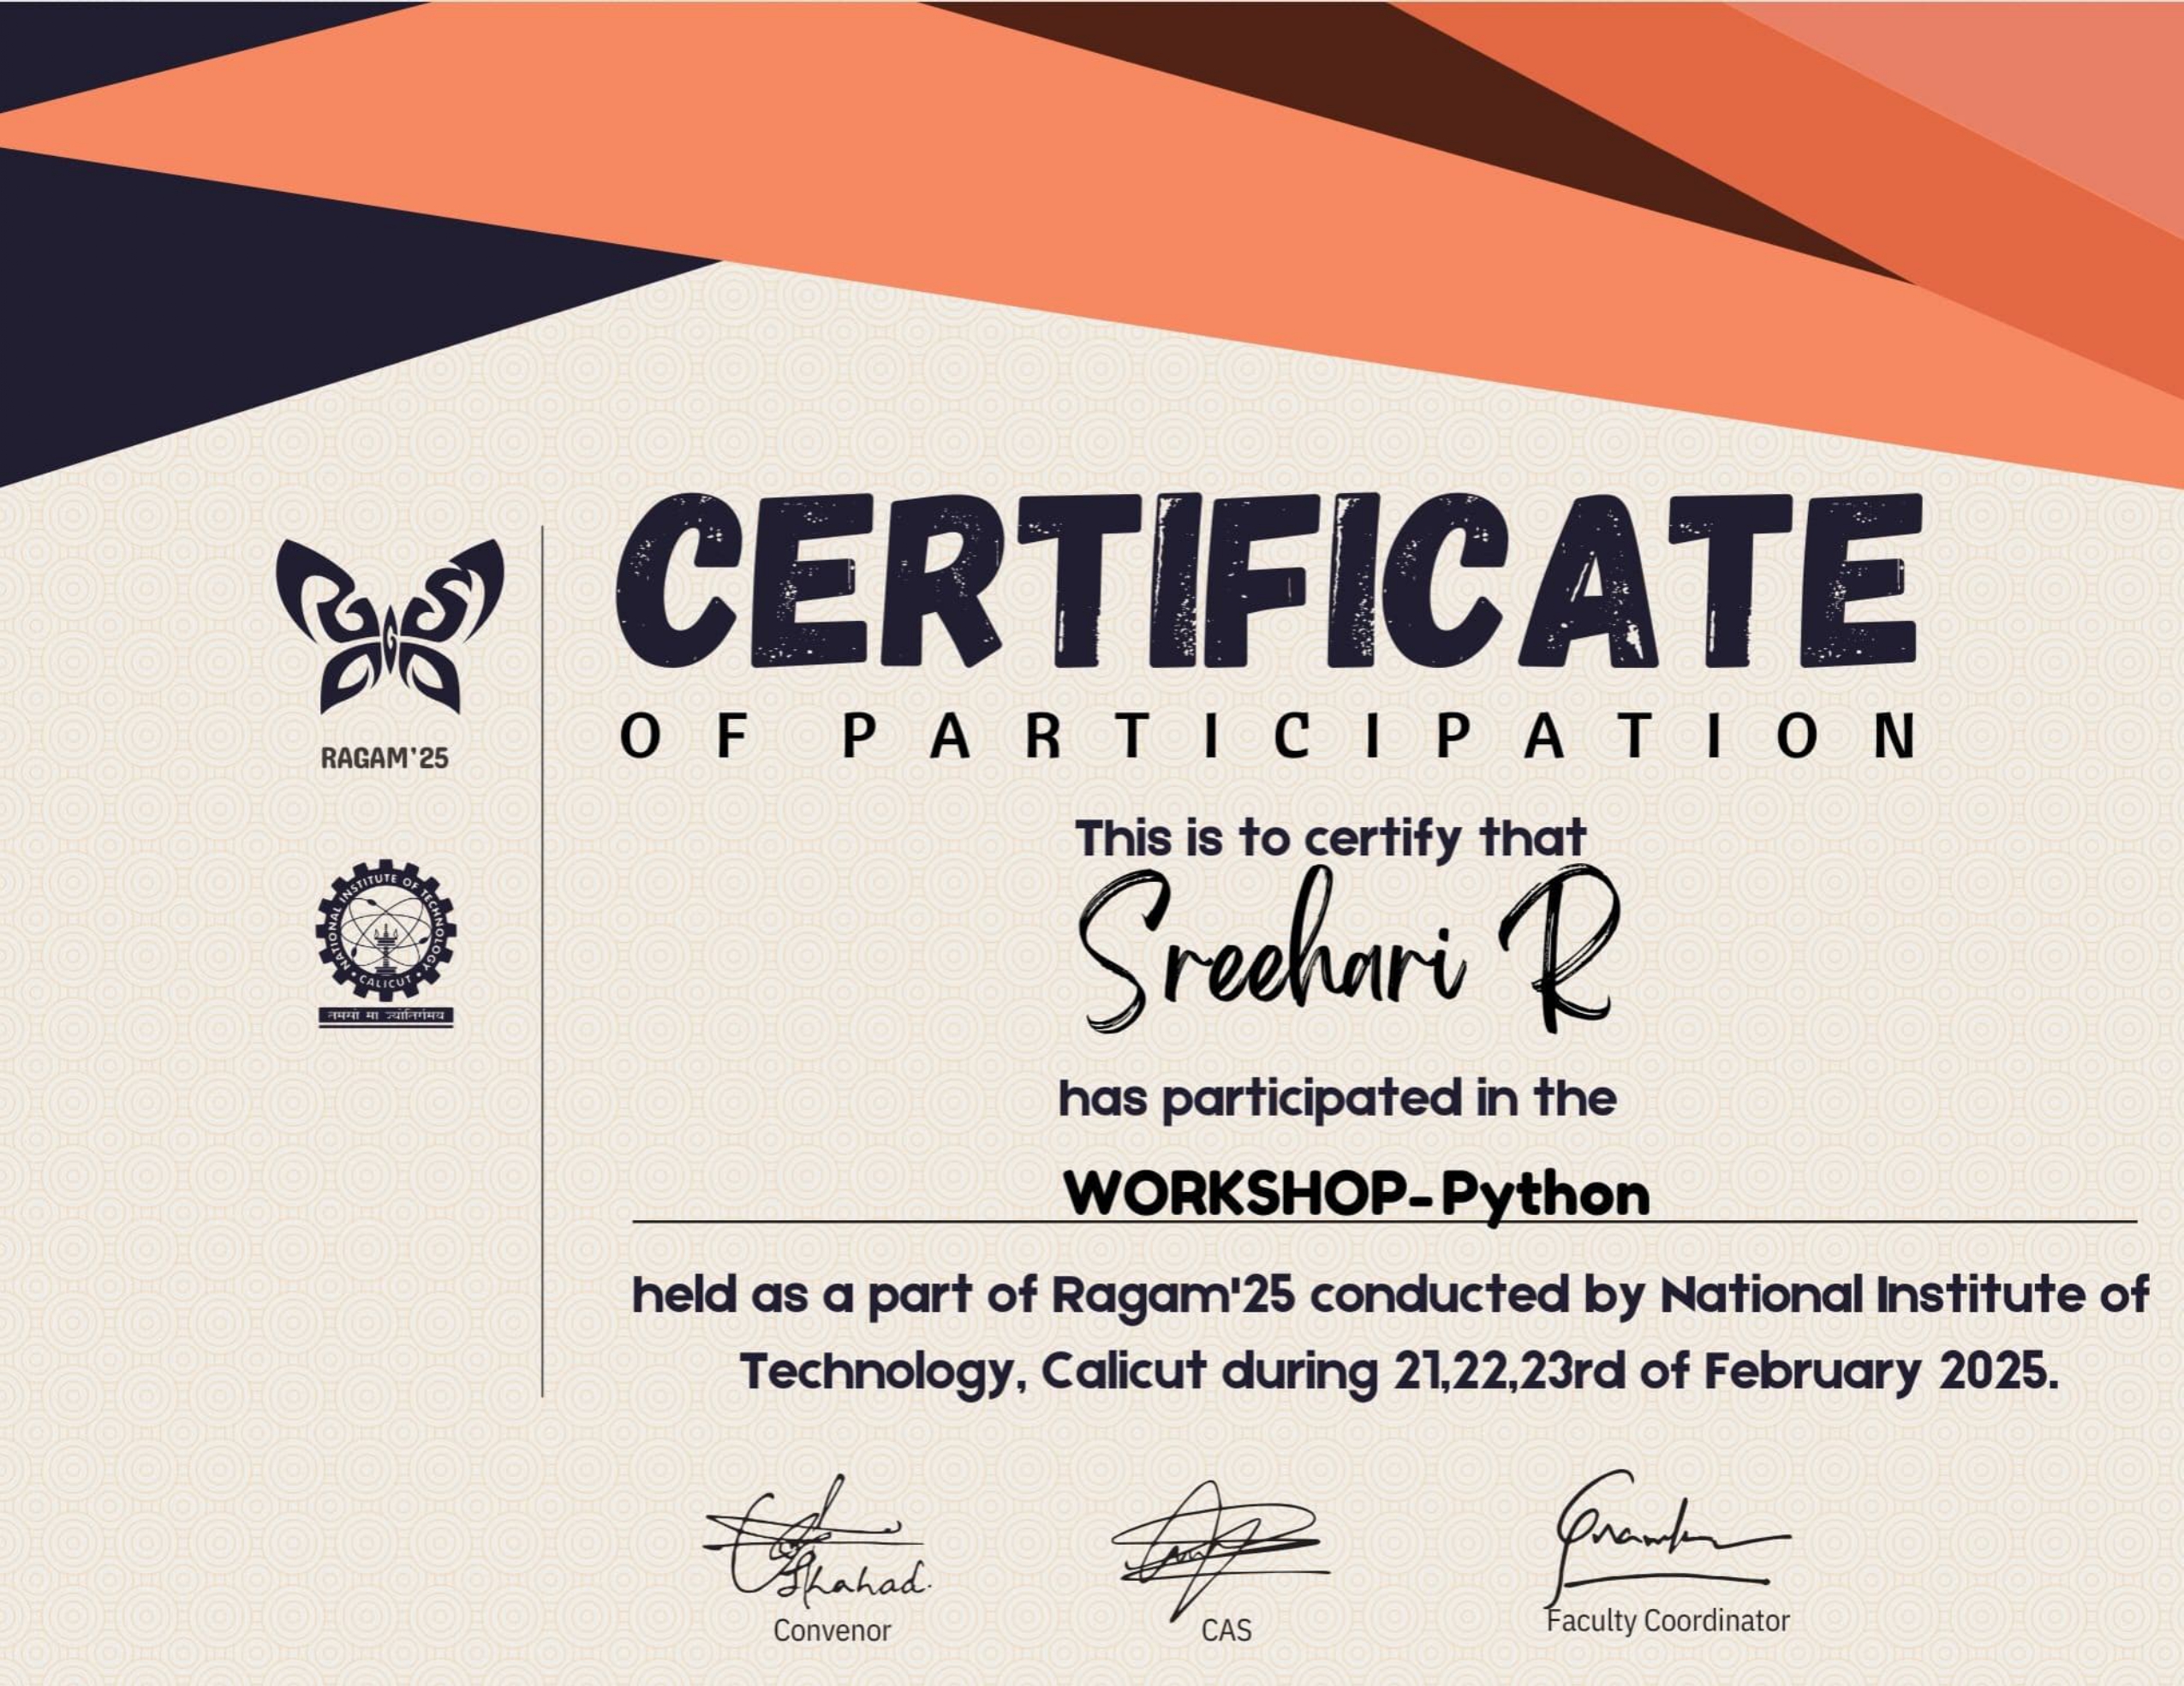 CERTIFICATE
OF PARTICIPATION
RAGAM'25
NATIONAL INSTITUTE OF TECHNOLOGY
CALICUT
तमसो मा ज्योतिर्गमय
This is to certify that
Sreehari R
has participated in the
WORKSHOP-Python
held as a part of Ragam'25 conducted by National Institute of
Technology, Calicut during 21,22,23rd of February 2025.
Shahad.
Convenor
CAS
Faculty Coordinator